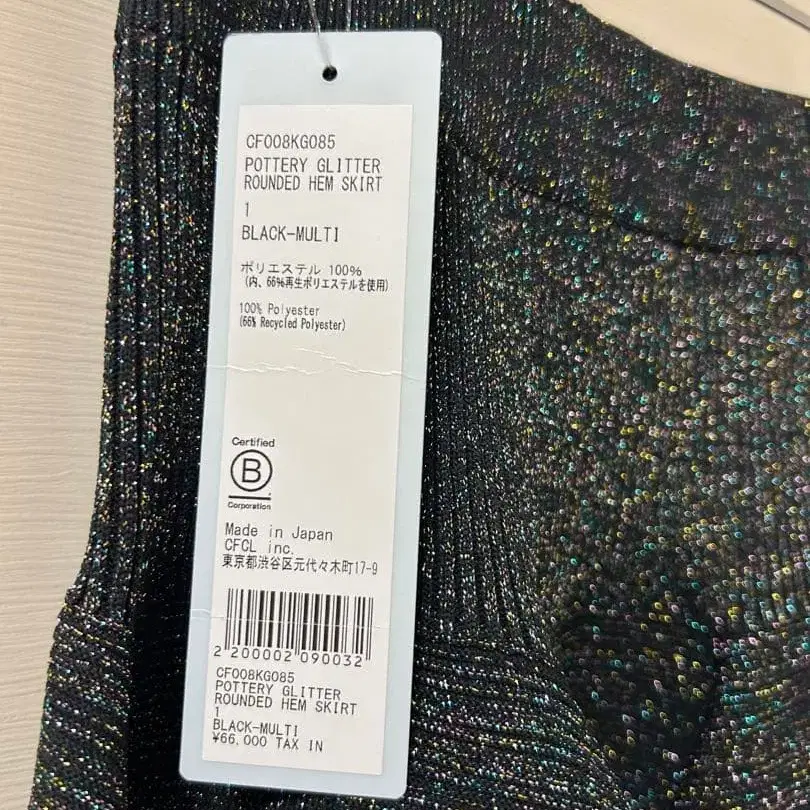 CF008KG085
POTTERY GLITTER
ROUNDED HEM SKIRT
1
BLACK-MULTI
ポリエステル 100%
(内、66%再生ポリエステルを使用)
100% Polyester
(66% Recycled Polyester)
Certified
B
Corporation
Made in Japan
CFCL inc.
東京都渋谷区元代々木町17-9
2 200002 090032
CF008KG085
POTTERY GLITTER
ROUNDED HEM SKIRT
1
BLACK-MULTI
¥66,000 TAX IN